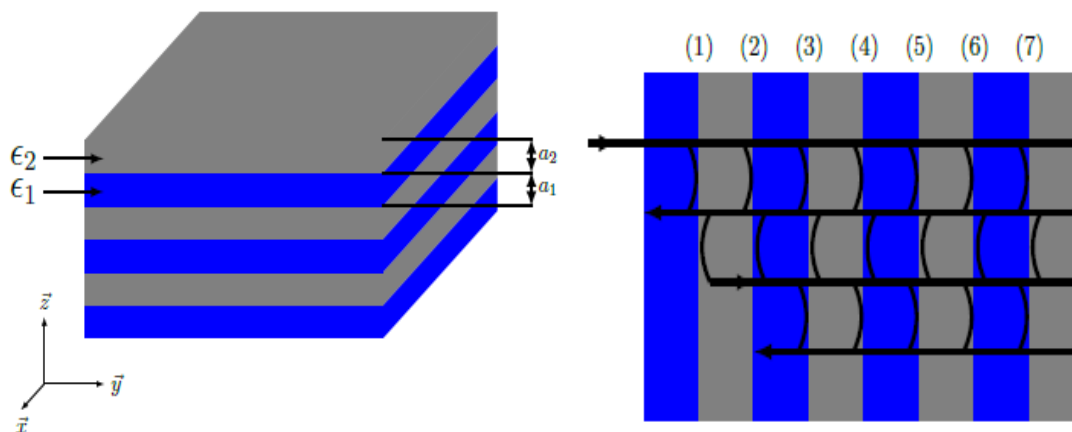 (1) (2) (3) (4) (5) (6) (7)
ϵ₂
a₂
ϵ₁
a₁
z⃗
y⃗
x⃗